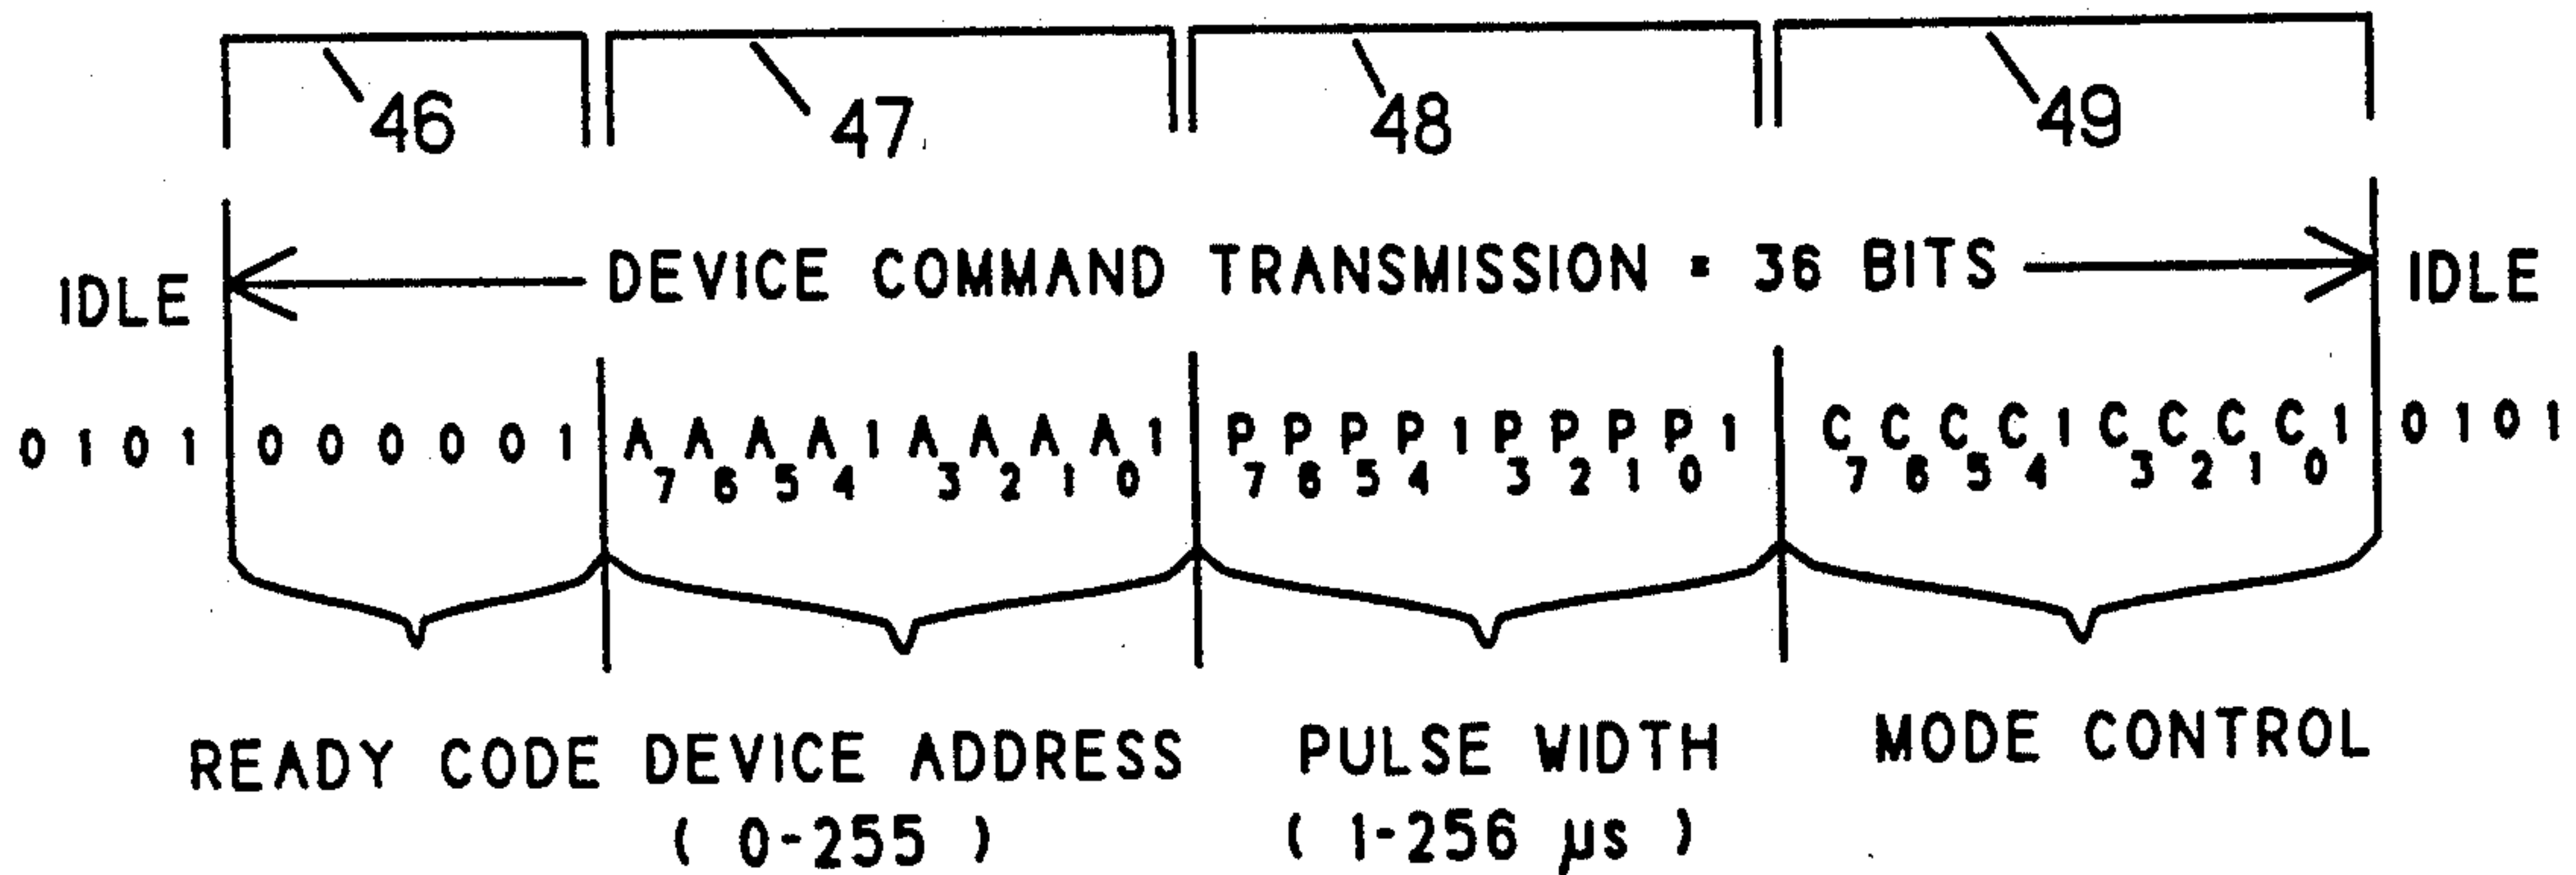 46 47 48 49
IDLE DEVICE COMMAND TRANSMISSION = 36 BITS IDLE
0 1 0 1 0 0 0 0 0 1 A7 A6 A5 A4 1 A3 A2 A1 A0 1 P7 P6 P5 P4 1 P3 P2 P1 P0 1 C7 C6 C5 C4 1 C3 C2 C1 C0 1 0 1 0 1
READY CODE DEVICE ADDRESS PULSE WIDTH MODE CONTROL
( 0-255 ) ( 1-256 µs )